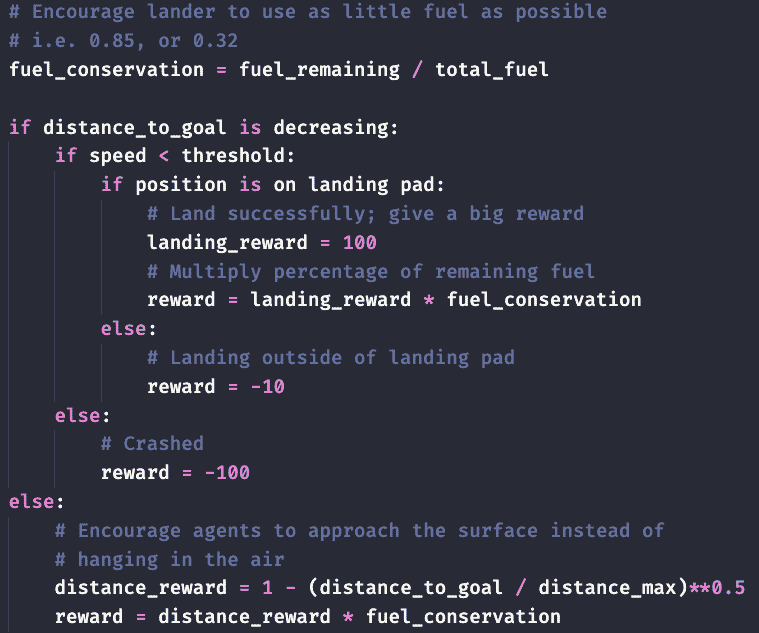 # Encourage lander to use as little fuel as possible
# i.e. 0.85, or 0.32
fuel_conservation = fuel_remaining / total_fuel

if distance_to_goal is decreasing:
    if speed < threshold:
        if position is on landing pad:
            # Land successfully; give a big reward
            landing_reward = 100
            # Multiply percentage of remaining fuel
            reward = landing_reward * fuel_conservation
        else:
            # Landing outside of landing pad
            reward = -10
    else:
        # Crashed
        reward = -100
else:
    # Encourage agents to approach the surface instead of
    # hanging in the air
    distance_reward = 1 - (distance_to_goal / distance_max)**0.5
    reward = distance_reward * fuel_conservation